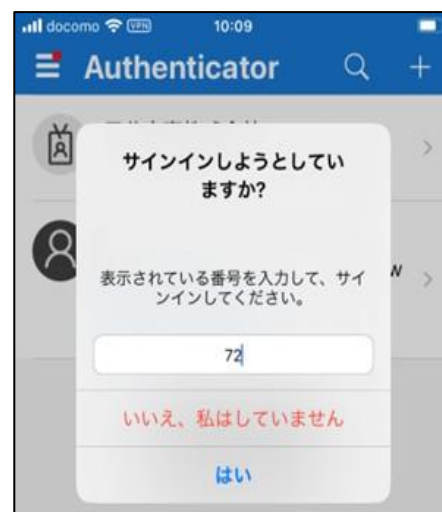 docomo VPN 10:09
Authenticator
サインインしようとしてい
ますか?
表示されている番号を入力して、サイ
ンインしてください。
72
いいえ、私はしていません
はい